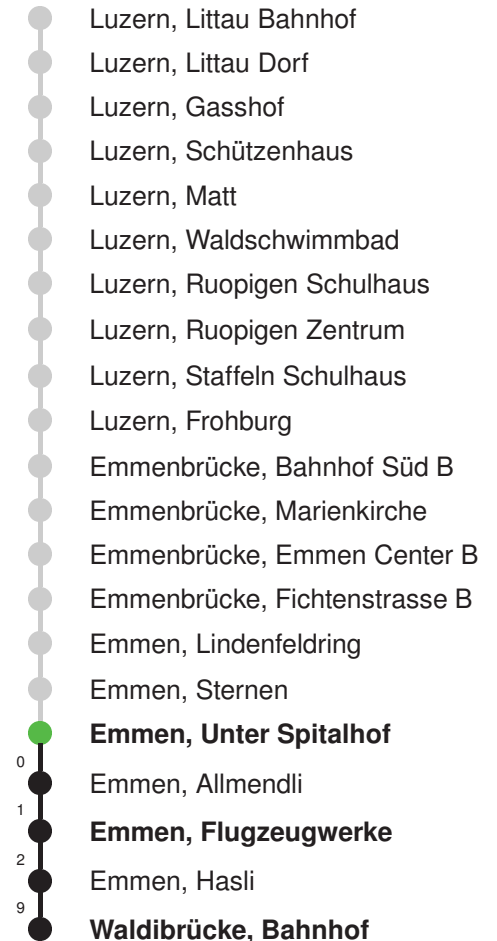 Luzern, Littau Bahnhof
Luzern, Littau Dorf
Luzern, Gasshof
Luzern, Schützenhaus
Luzern, Matt
Luzern, Waldschwimmbad
Luzern, Ruopigen Schulhaus
Luzern, Ruopigen Zentrum
Luzern, Staffeln Schulhaus
Luzern, Frohburg
Emmenbrücke, Bahnhof Süd B
Emmenbrücke, Marienkirche
Emmenbrücke, Emmen Center B
Emmenbrücke, Fichtenstrasse B
Emmen, Lindenfeldring
Emmen, Sternen
Emmen, Unter Spitalhof
0 Emmen, Allmendli
1 Emmen, Flugzeugwerke
2 Emmen, Hasli
9 Waldibrücke, Bahnhof